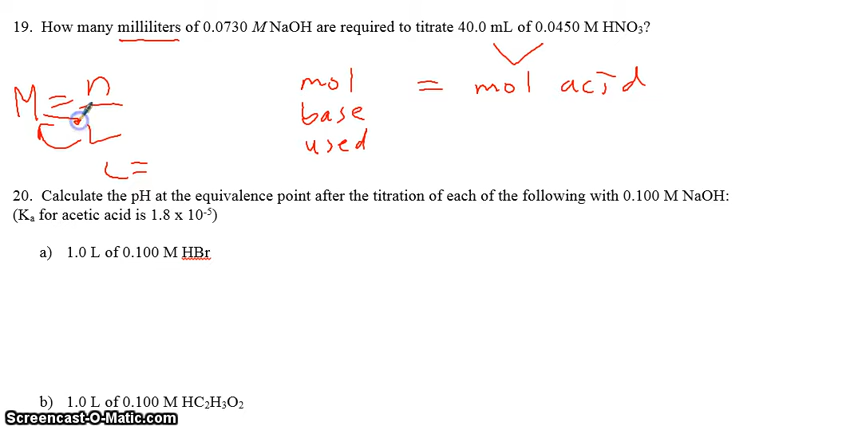 19. How many milliliters of 0.0730 M NaOH are required to titrate 40.0 mL of 0.0450 M HNO₃?
M = n
L
L =
mol
base
used
= mol acid
20. Calculate the pH at the equivalence point after the titration of each of the following with 0.100 M NaOH:
(Kₐ for acetic acid is 1.8 x 10⁻⁵)
a) 1.0 L of 0.100 M HBr
b) 1.0 L of 0.100 M HC₂H₃O₂
Screencast-O-Matic.com